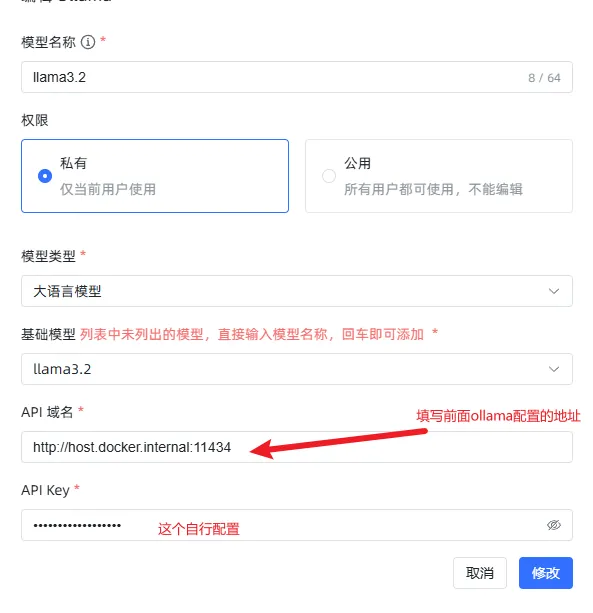 编辑 Ollama
模型名称 *
llama3.2 8 / 64
权限
私有
仅当前用户使用
公用
所有用户都可使用，不能编辑
模型类型 *
大语言模型
基础模型 列表中未列出的模型，直接输入模型名称，回车即可添加 *
llama3.2
API 域名 *
填写前面ollama配置的地址
http://host.docker.internal:11434
API Key *
••••••••••••••••••
这个自行配置
取消
修改